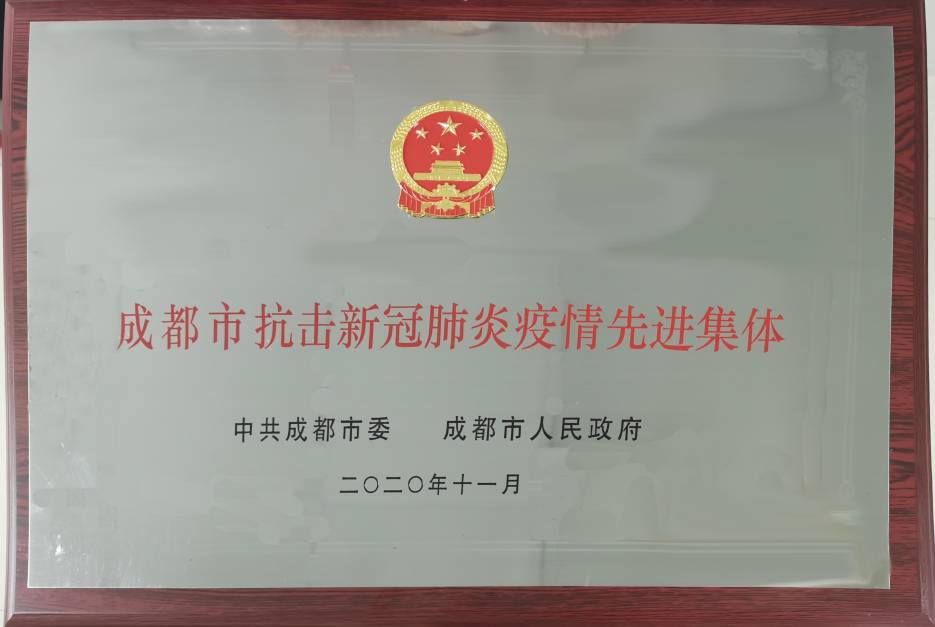 成都市抗击新冠肺炎疫情先进集体
中共成都市委 成都市人民政府
二〇二〇年十一月